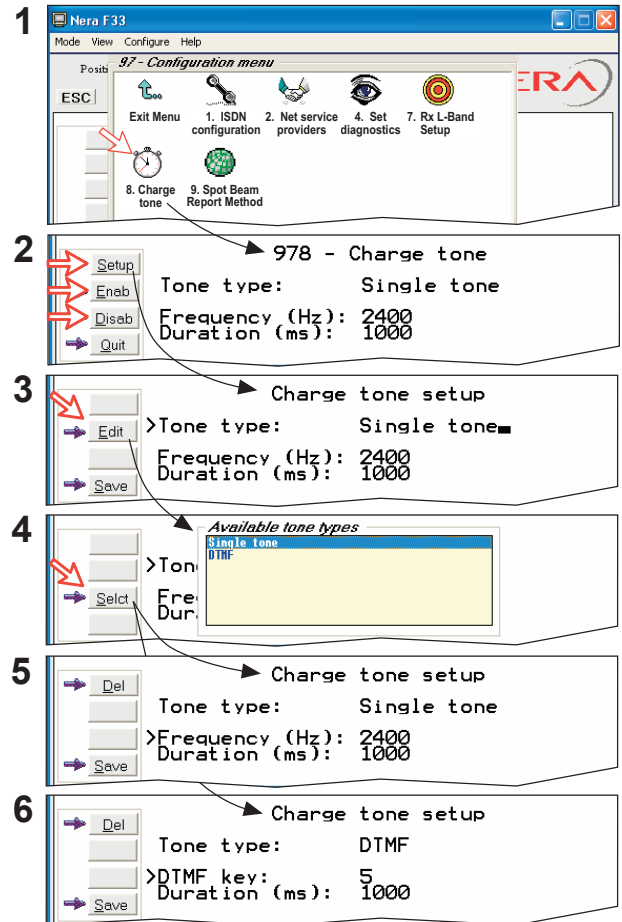 1
Nera F33
Mode View Configure Help
Positi
97 - Configuration menu
ESC
ERA
Exit Menu
1. ISDN configuration
2. Net service providers
4. Set diagnostics
7. Rx L-Band Setup
8. Charge tone
9. Spot Beam Report Method
2
978 - Charge tone
Setup
Tone type: Single tone
Enab
Disab
Frequency (Hz): 2400
Duration (ms): 1000
Quit
3
Charge tone setup
Edit
>Tone type: Single tone
Frequency (Hz): 2400
Duration (ms): 1000
Save
4
Available tone types
Single tone
DTMF
>Ton
Selct
Fre
Dur
5
Charge tone setup
Del
Tone type: Single tone
>Frequency (Hz): 2400
Duration (ms): 1000
Save
6
Charge tone setup
Del
Tone type: DTMF
>DTMF key: 5
Duration (ms): 1000
Save